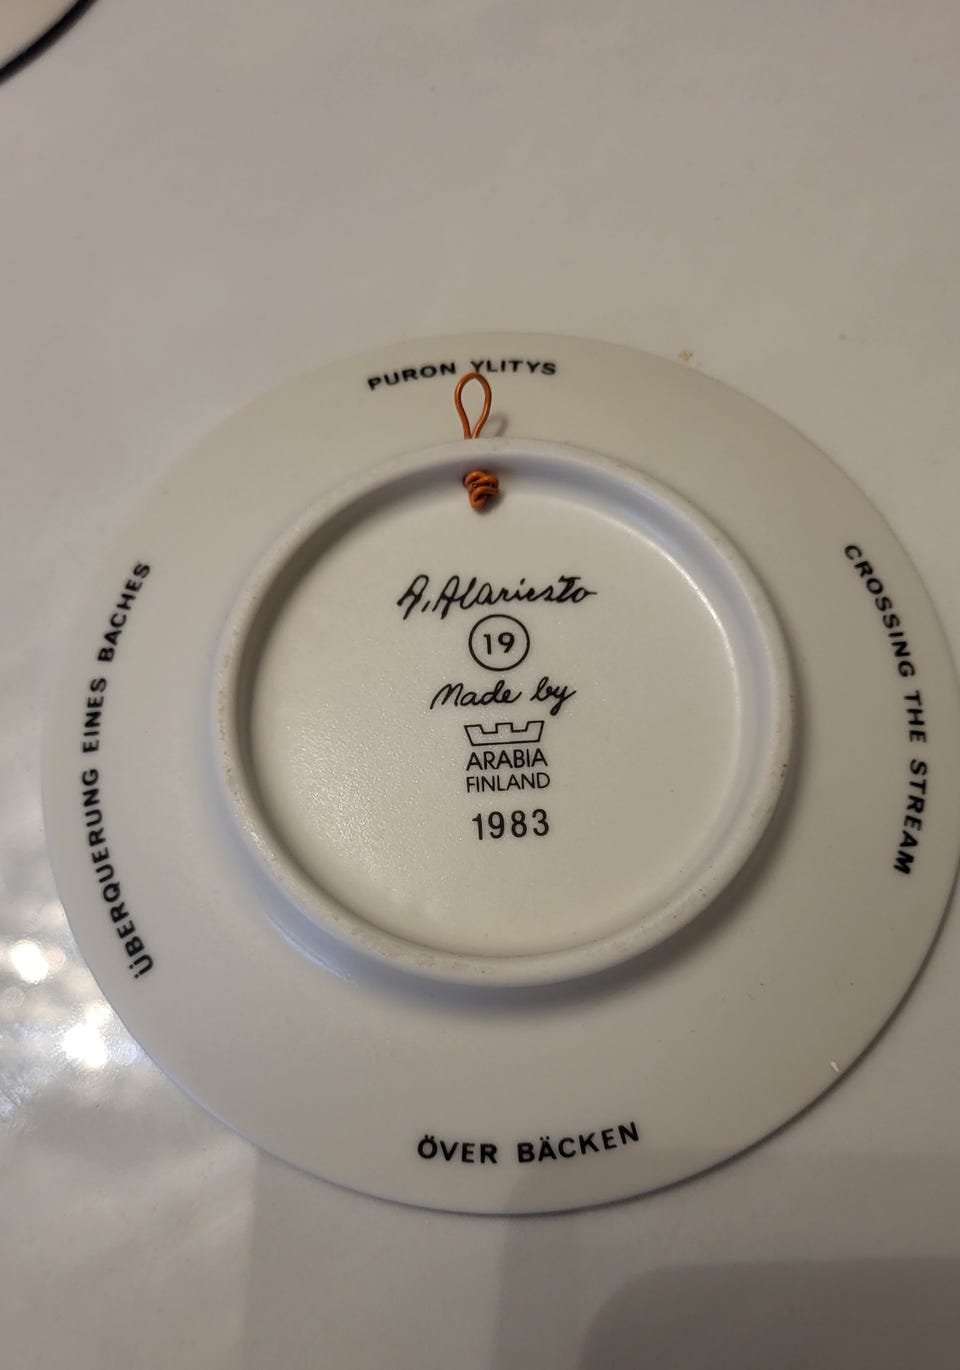 PURON YLITYS
CROSSING THE STREAM
ÖVER BÄCKEN
ÜBERQUERUNG EINES BACHES
A. Alariesto
19
Made by
ARABIA
FINLAND
1983